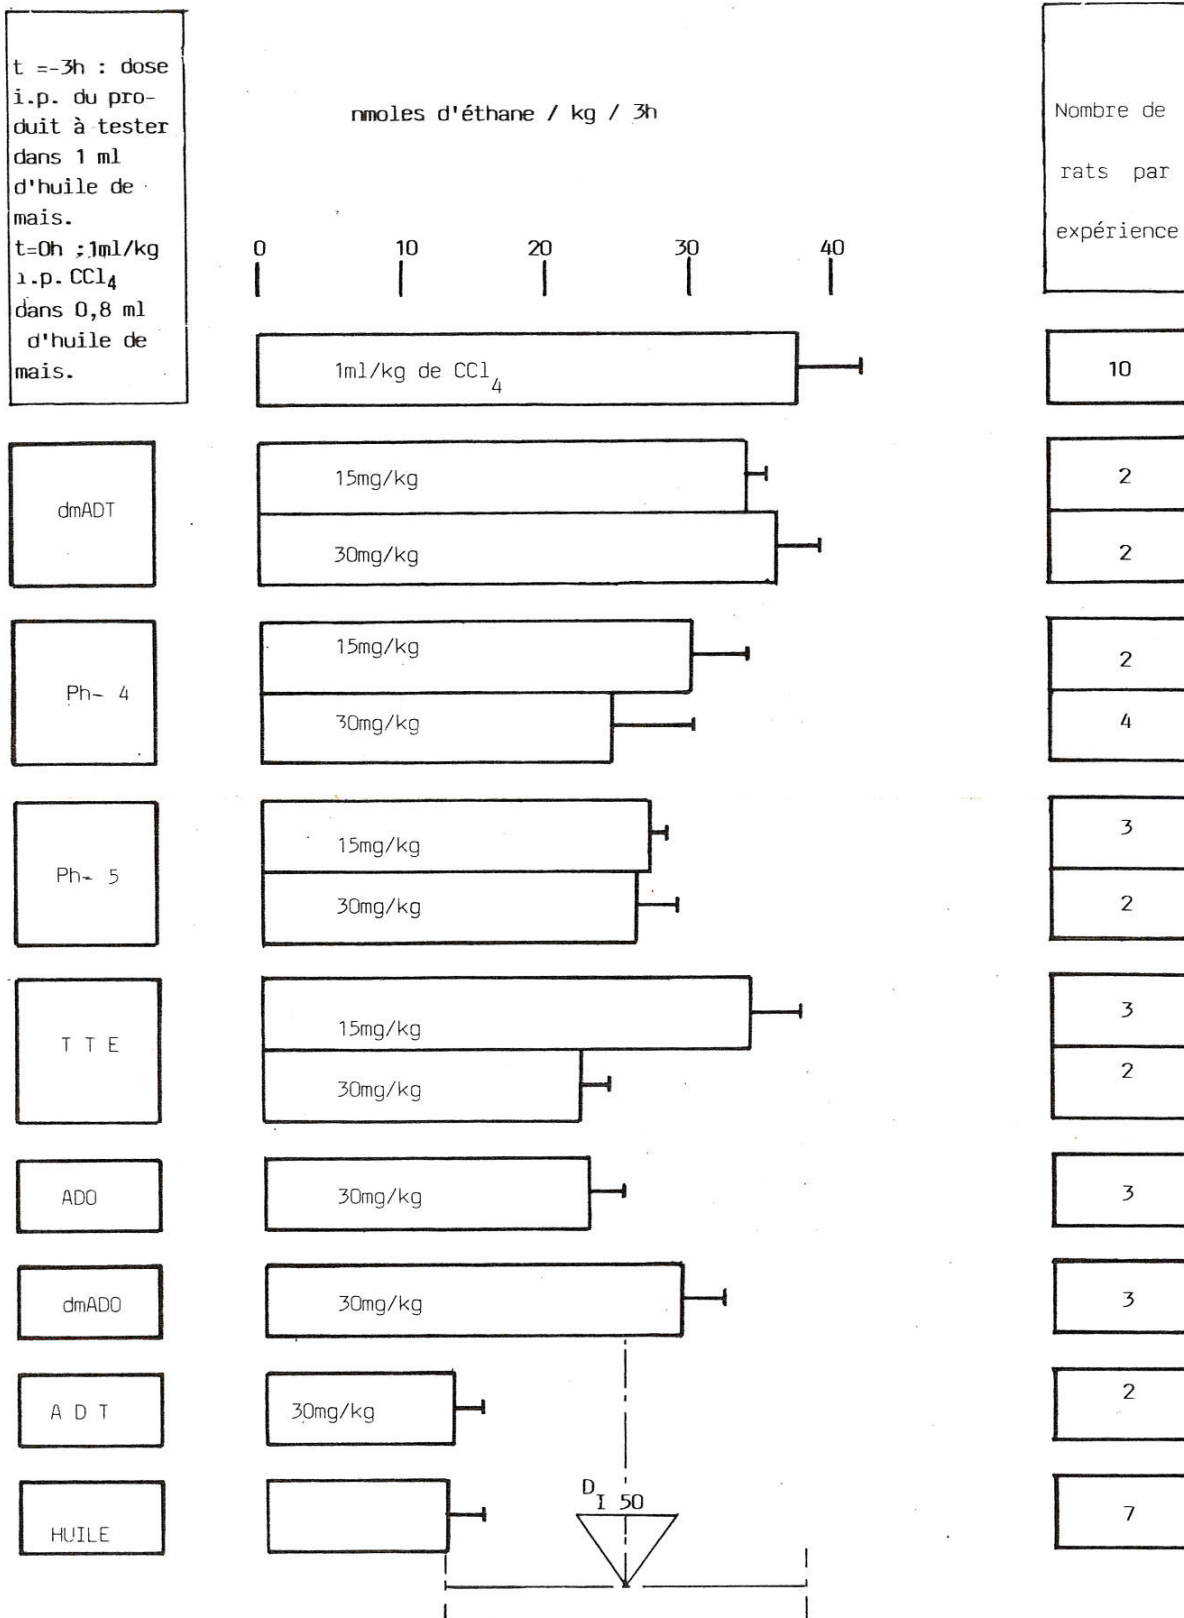 t =-3h : dose
i.p. du pro-
duit à tester
dans 1 ml
d'huile de
mais.
t=0h ;1ml/kg
i.p. CCl4
dans 0,8 ml
d'huile de
mais.
nmoles d'éthane / kg / 3h
Nombre de
rats par
expérience
0 10 20 30 40
1ml/kg de CCl4
10
dmADT
15mg/kg
2
30mg/kg
2
Ph- 4
15mg/kg
2
30mg/kg
4
Ph- 5
15mg/kg
3
30mg/kg
2
T T E
15mg/kg
3
30mg/kg
2
ADO
30mg/kg
3
dmADO
30mg/kg
3
A D T
30mg/kg
2
HUILE
DI 50
7